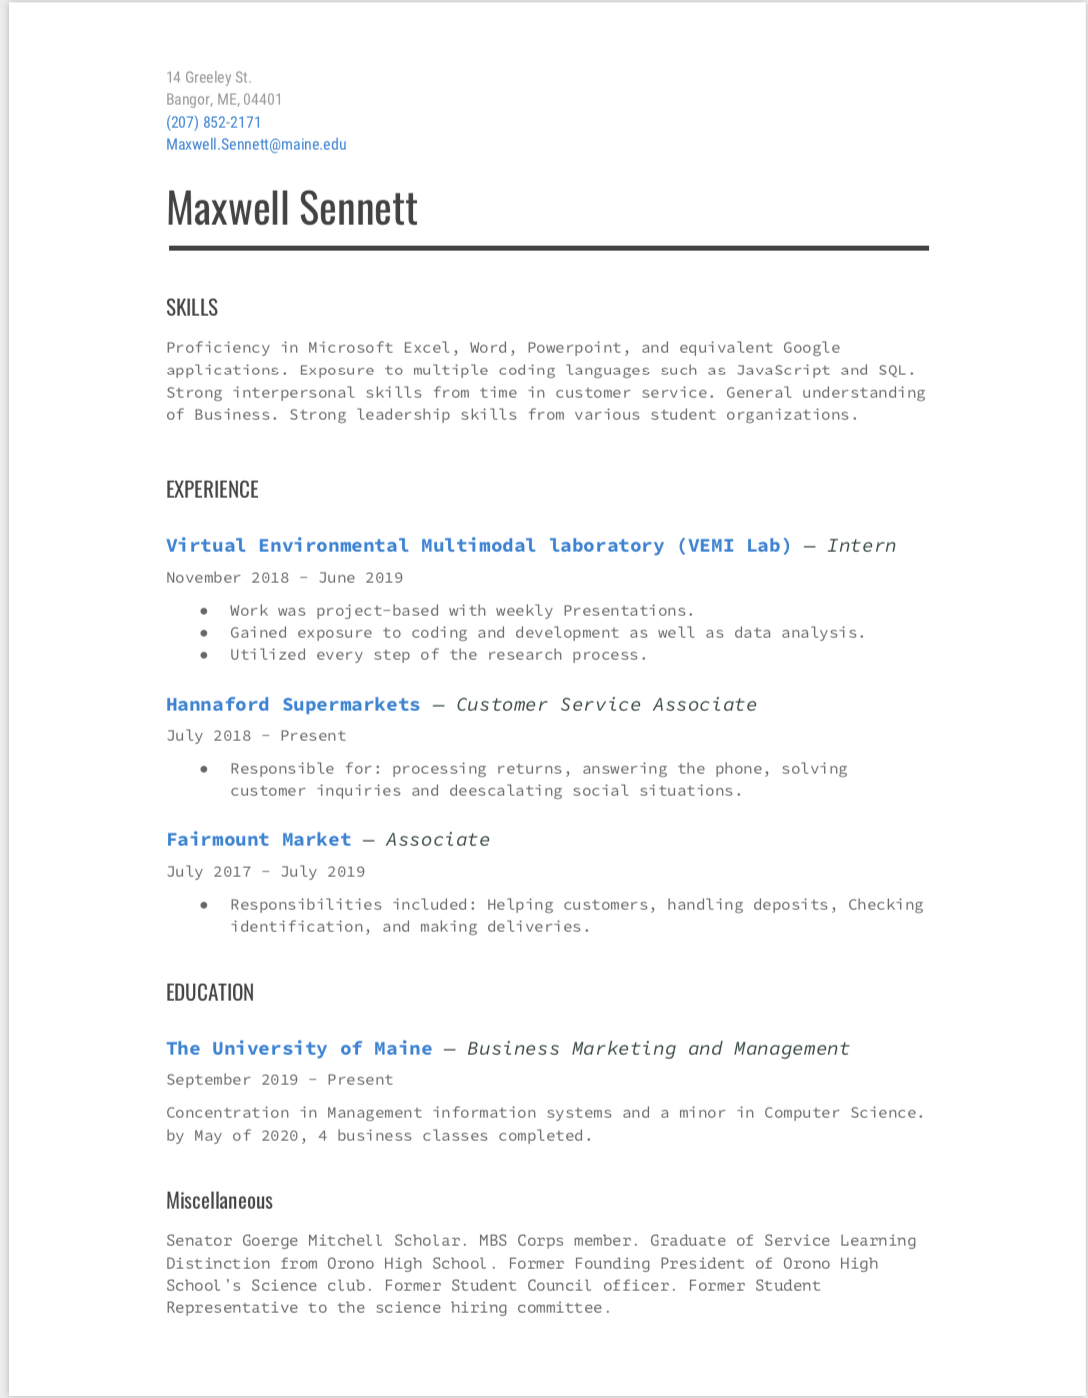 14 Greeley St.
Bangor, ME, 04401
(207) 852-2171
Maxwell.Sennett@maine.edu
Maxwell Sennett
SKILLS
Proficiency in Microsoft Excel, Word, Powerpoint, and equivalent Google
applications. Exposure to multiple coding languages such as JavaScript and SQL.
Strong interpersonal skills from time in customer service. General understanding
of Business. Strong leadership skills from various student organizations.
EXPERIENCE
Virtual Environmental Multimodal laboratory (VEMI Lab) — Intern
November 2018 - June 2019
● Work was project-based with weekly Presentations.
● Gained exposure to coding and development as well as data analysis.
● Utilized every step of the research process.
Hannaford Supermarkets — Customer Service Associate
July 2018 - Present
● Responsible for: processing returns, answering the phone, solving
customer inquiries and deescalating social situations.
Fairmount Market — Associate
July 2017 - July 2019
● Responsibilities included: Helping customers, handling deposits, Checking
identification, and making deliveries.
EDUCATION
The University of Maine — Business Marketing and Management
September 2019 - Present
Concentration in Management information systems and a minor in Computer Science.
by May of 2020, 4 business classes completed.
Miscellaneous
Senator Goerge Mitchell Scholar. MBS Corps member. Graduate of Service Learning
Distinction from Orono High School. Former Founding President of Orono High
School's Science club. Former Student Council officer. Former Student
Representative to the science hiring committee.